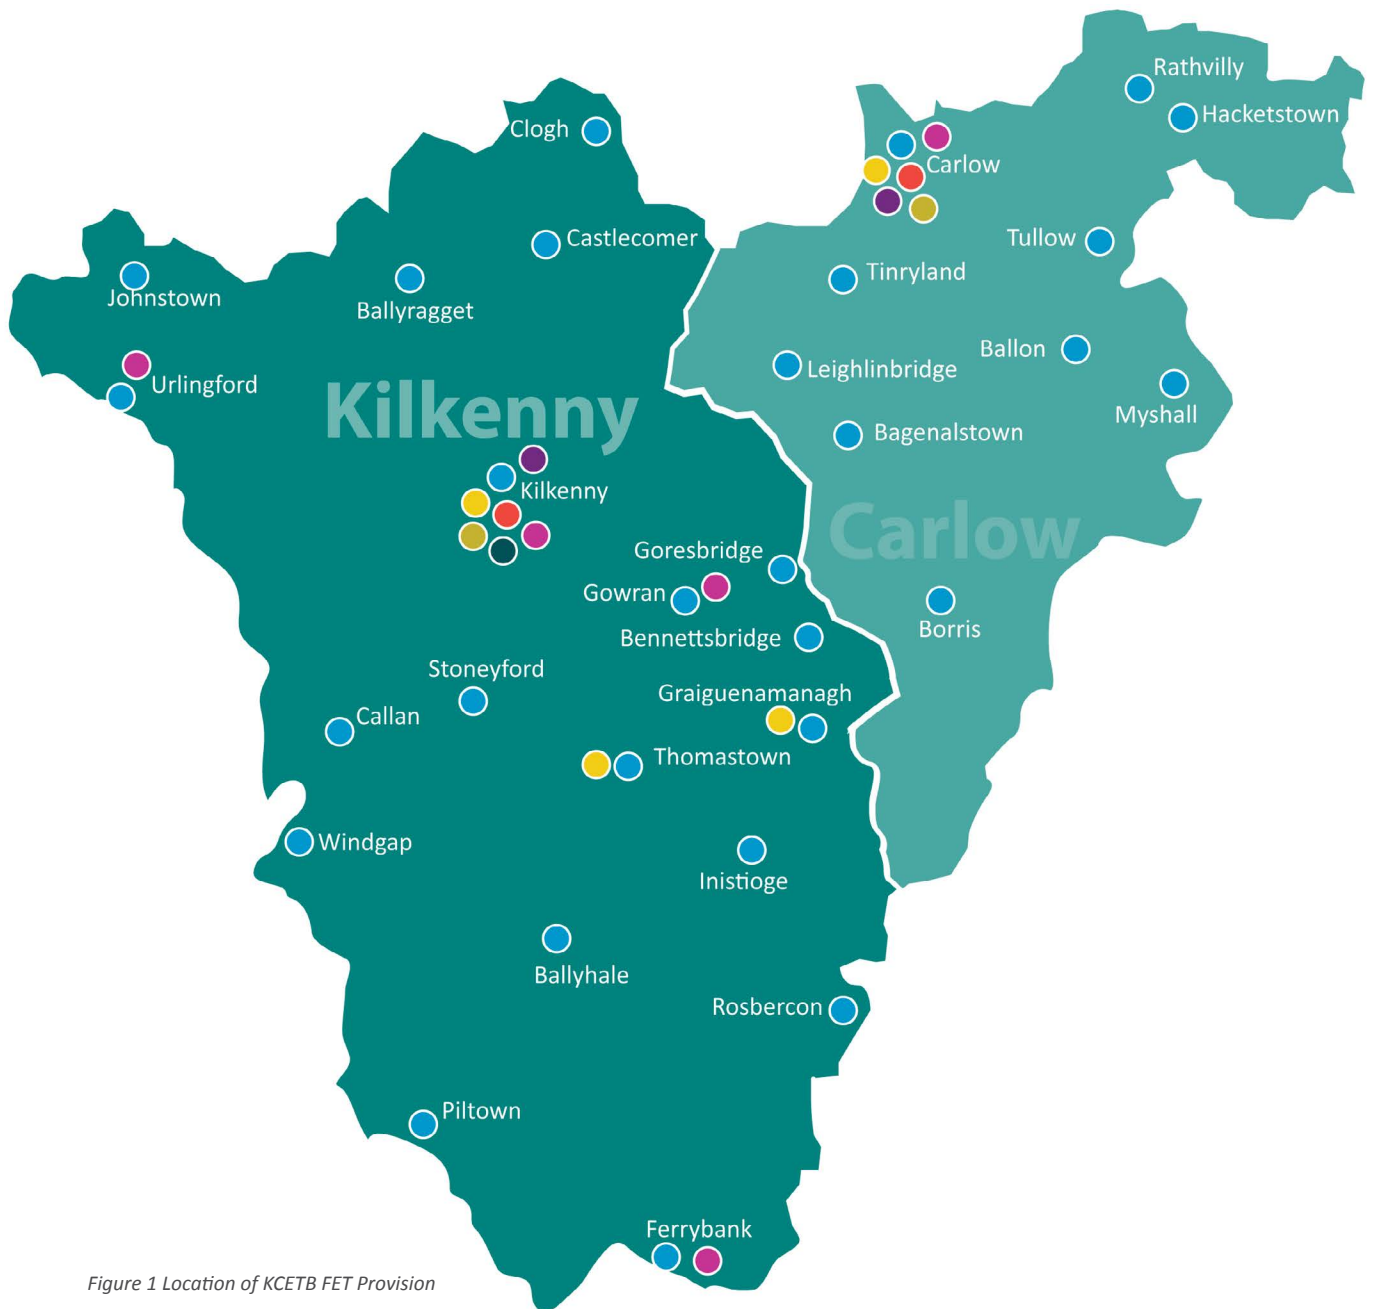 Rathvilly
Hacketstown
Clogh
Carlow
Castlecomer
Tullow
Tinryland
Johnstown
Ballyragget
Ballon
Leighlinbridge
Urlingford
Kilkenny
Myshall
Bagenalstown
Kilkenny
Carlow
Goresbridge
Gowran
Borris
Bennettsbridge
Stoneyford
Graiguenamanagh
Callan
Thomastown
Windgap
Inistioge
Ballyhale
Rosbercon
Piltown
Ferrybank
Figure 1 Location of KCETB FET Provision